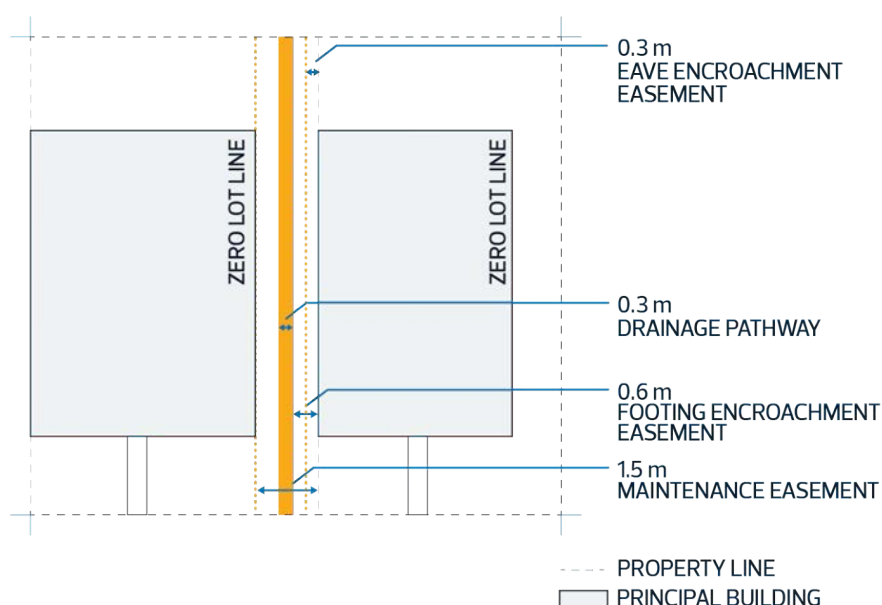 0.3 m
EAVE ENCROACHMENT
EASEMENT
ZERO LOT LINE
ZERO LOT LINE
0.3 m
DRAINAGE PATHWAY
0.6 m
FOOTING ENCROACHMENT
EASEMENT
1.5 m
MAINTENANCE EASEMENT
PROPERTY LINE
PRINCIPAL BUILDING